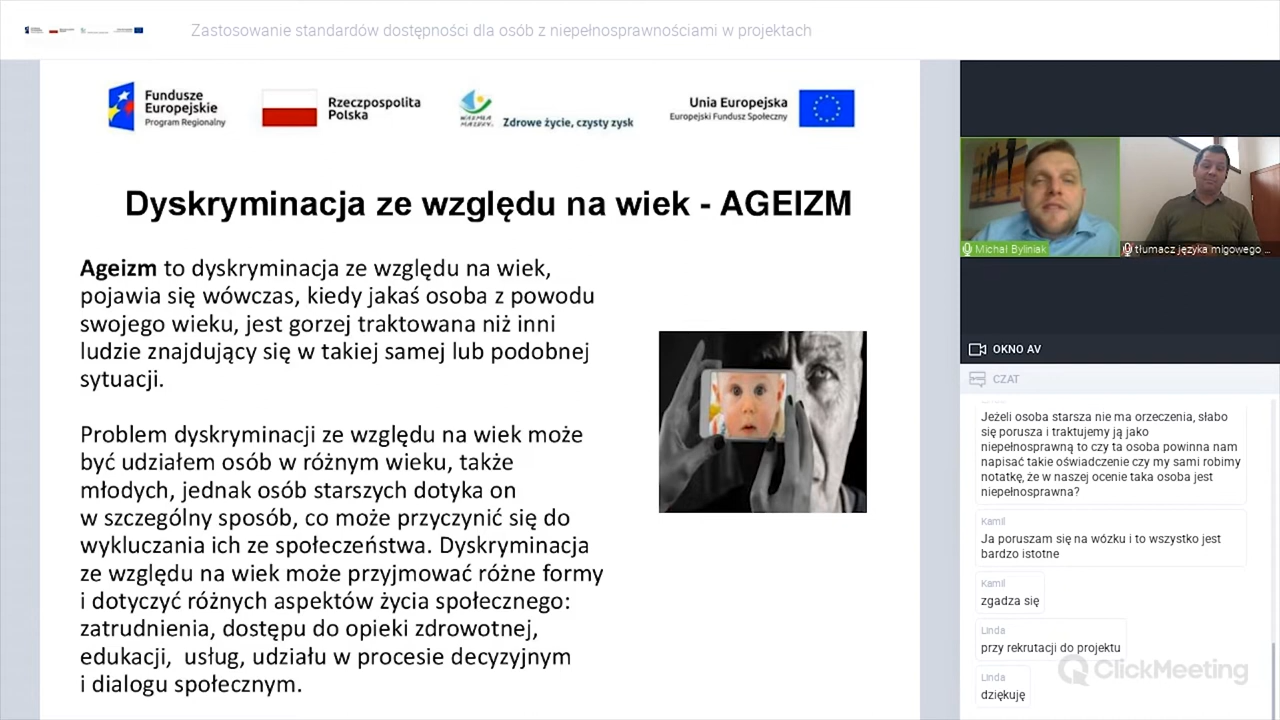 Zastosowanie standardów dostępności dla osób z niepełnosprawnościami w projektach
Fundusze
Europejskie
Program Regionalny
Rzeczpospolita
Polska
Zdrowe życie, czysty zysk
Unia Europejska
Europejski Fundusz Społeczny
Dyskryminacja ze względu na wiek - AGEIZM
Ageizm to dyskryminacja ze względu na wiek,
pojawia się wówczas, kiedy jakaś osoba z powodu
swojego wieku, jest gorzej traktowana niż inni
ludzie znajdujący się w takiej samej lub podobnej
sytuacji.
Problem dyskryminacji ze względu na wiek może
być udziałem osób w różnym wieku, także
młodych, jednak osób starszych dotyka on
w szczególny sposób, co może przyczynić się do
wykluczania ich ze społeczeństwa. Dyskryminacja
ze względu na wiek może przyjmować różne formy
i dotyczyć różnych aspektów życia społecznego:
zatrudnienia, dostępu do opieki zdrowotnej,
edukacji, usług, udziału w procesie decyzyjnym
i dialogu społecznym.
Michał Byliniak
tłumacz języka migowego ...
OKNO AV
CZAT
Jeżeli osoba starsza nie ma orzeczenia, słabo
się porusza i traktujemy ją jako
niepełnosprawną to czy ta osoba powinna nam
napisać takie oświadczenie czy my sami robimy
notatkę, że w naszej ocenie taka osoba jest
niepełnosprawna?
Kamil
Ja poruszam się na wózku i to wszystko jest
bardzo istotne
Kamil
zgadza się
Linda
przy rekrutacji do projektu
Linda
dziękuję
ClickMeeting